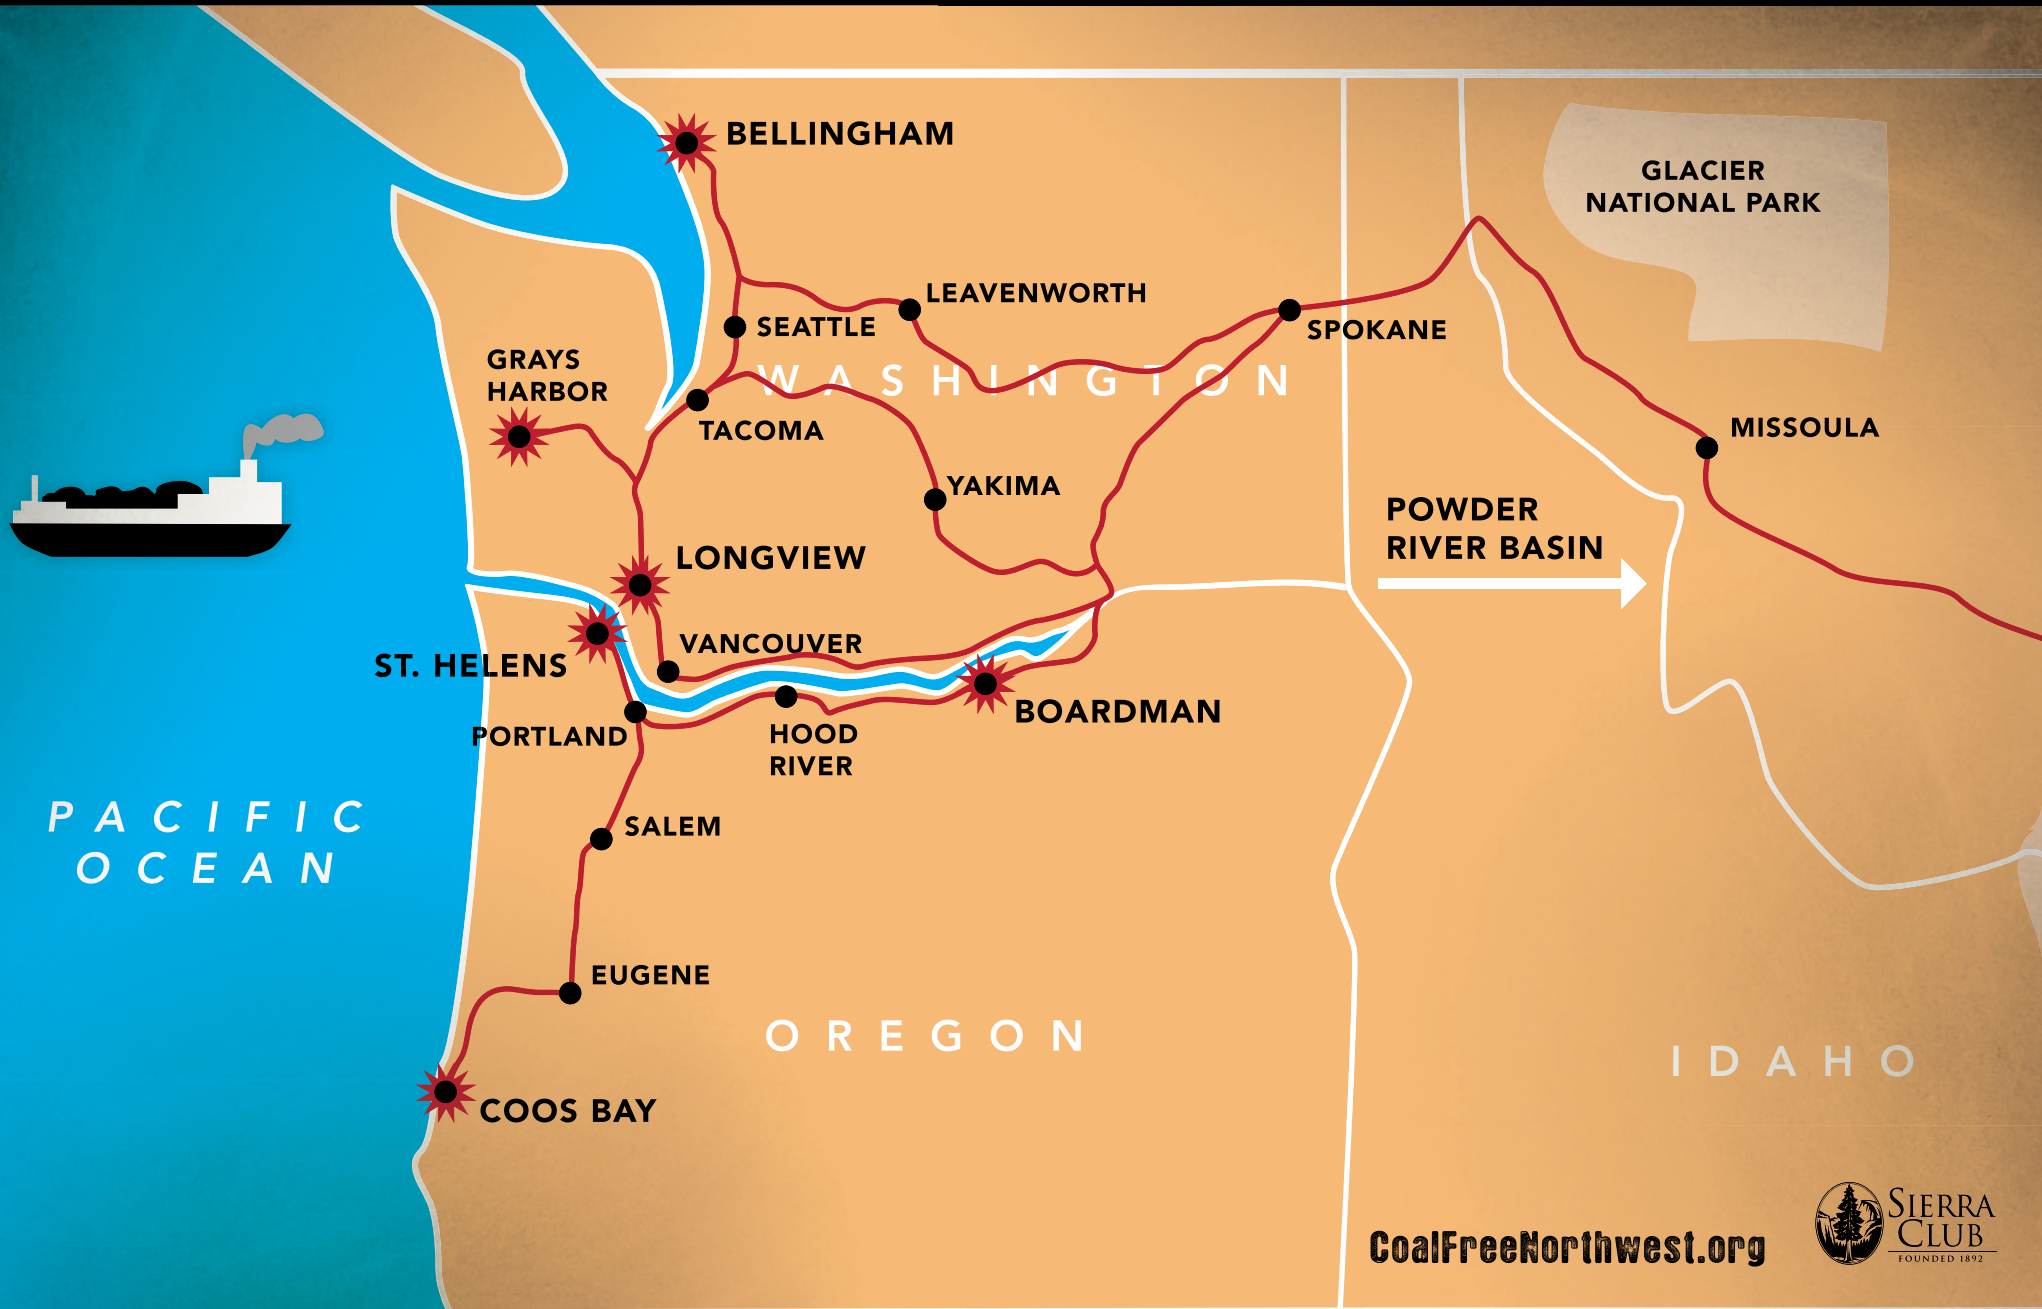 BELLINGHAM
GLACIER
NATIONAL PARK
LEAVENWORTH
SEATTLE
SPOKANE
GRAYS
HARBOR
WASHINGTON
TACOMA
MISSOULA
YAKIMA
POWDER
RIVER BASIN
LONGVIEW
VANCOUVER
ST. HELENS
BOARDMAN
PORTLAND
HOOD
RIVER
PACIFIC
OCEAN
SALEM
EUGENE
OREGON
IDAHO
COOS BAY
CoalFreeNorthwest.org
SIERRA
CLUB
FOUNDED 1892